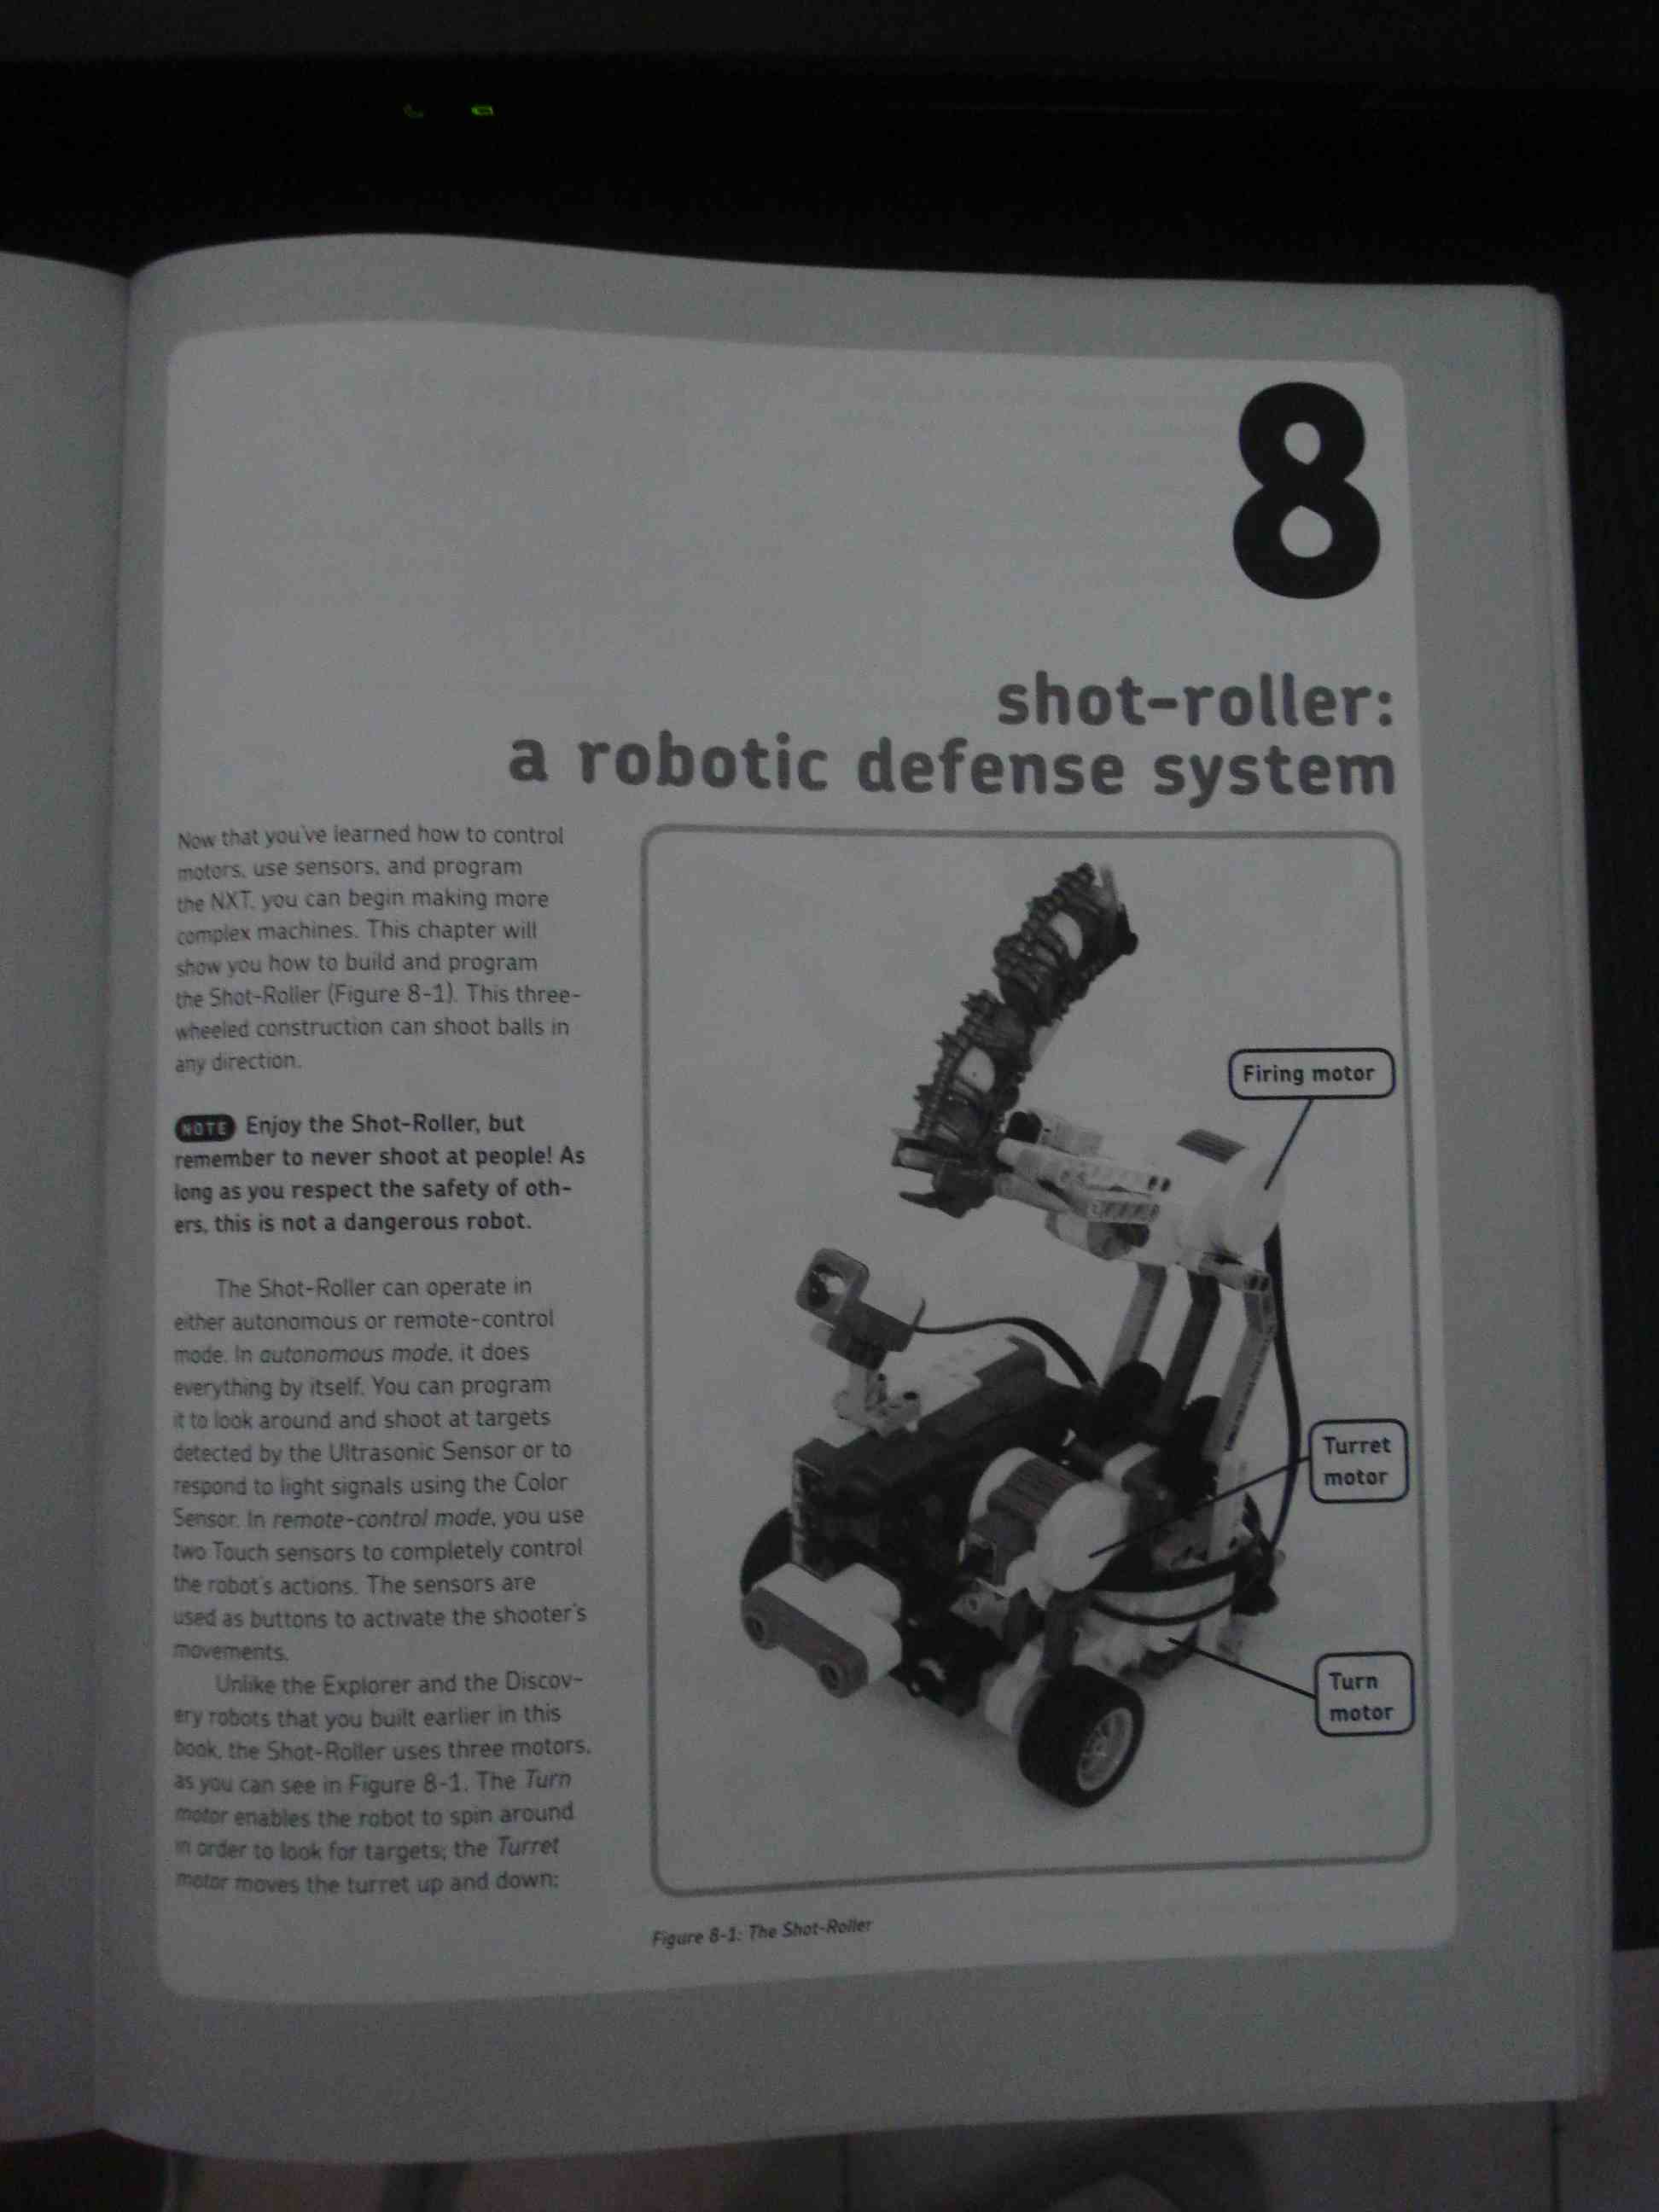 8
shot-roller:
a robotic defense system
Now that you've learned how to control
motors, use sensors, and program
the NXT, you can begin making more
complex machines. This chapter will
show you how to build and program
the Shot-Roller (Figure 8-1). This three-
wheeled construction can shoot balls in
any direction.
NOTE Enjoy the Shot-Roller, but
remember to never shoot at people! As
long as you respect the safety of oth-
ers, this is not a dangerous robot.
The Shot-Roller can operate in
either autonomous or remote-control
mode. In autonomous mode, it does
everything by itself. You can program
it to look around and shoot at targets
detected by the Ultrasonic Sensor or to
respond to light signals using the Color
Sensor. In remote-control mode, you use
two Touch sensors to completely control
the robot's actions. The sensors are
used as buttons to activate the shooter's
movements.
Unlike the Explorer and the Discov-
ery robots that you built earlier in this
book, the Shot-Roller uses three motors,
as you can see in Figure 8-1. The Turn
motor enables the robot to spin around
in order to look for targets; the Turret
motor moves the turret up and down;
Firing motor
Turret
motor
Turn
motor
Figure 8-1: The Shot-Roller